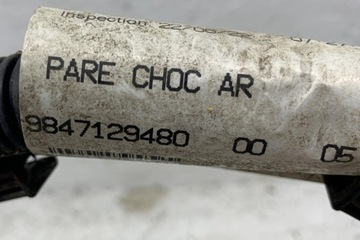 Inspection
PARE CHOC AR
9847129480 00 05